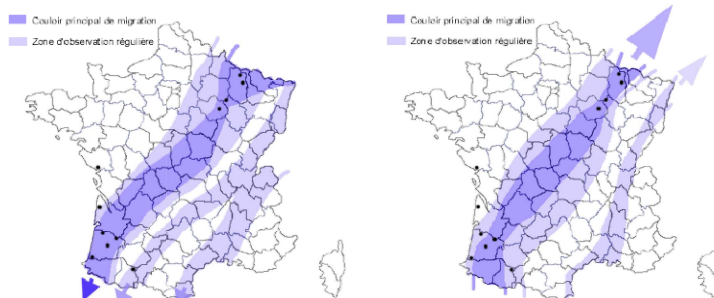 Couloir principal de migration
Zone d'observation régulière
Couloir principal de migration
Zone d'observation régulière